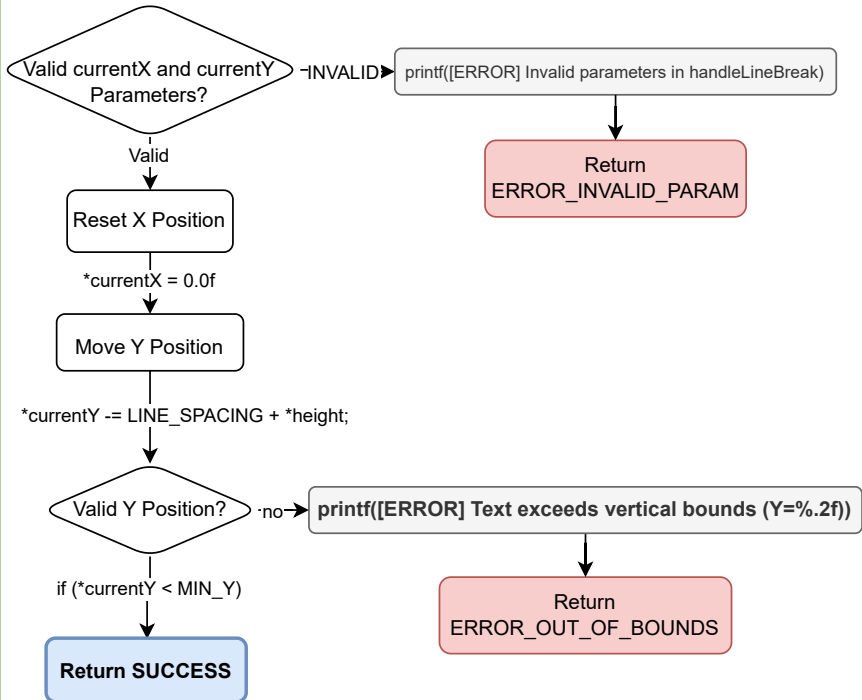 Valid currentX and currentY
Parameters?
INVALID
printf([ERROR] Invalid parameters in handleLineBreak)
Valid
Return
ERROR_INVALID_PARAM
Reset X Position
*currentX = 0.0f
Move Y Position
*currentY -= LINE_SPACING + *height;
Valid Y Position?
no
printf([ERROR] Text exceeds vertical bounds (Y=%.2f))
if (*currentY < MIN_Y)
Return
ERROR_OUT_OF_BOUNDS
Return SUCCESS